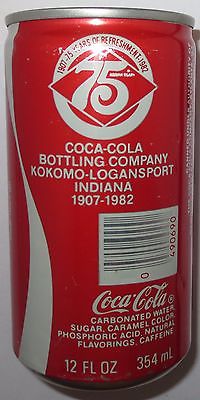 1907-75 YEARS OF REFRESHMENT-1982
75
COCA-COLA
BOTTLING COMPANY
KOKOMO-LOGANSPORT
INDIANA
1907-1982
0 490690
Coca-Cola®
CARBONATED WATER,
SUGAR, CARAMEL COLOR,
PHOSPHORIC ACID, NATURAL
FLAVORINGS, CAFFEINE
12 FL OZ 354 mL